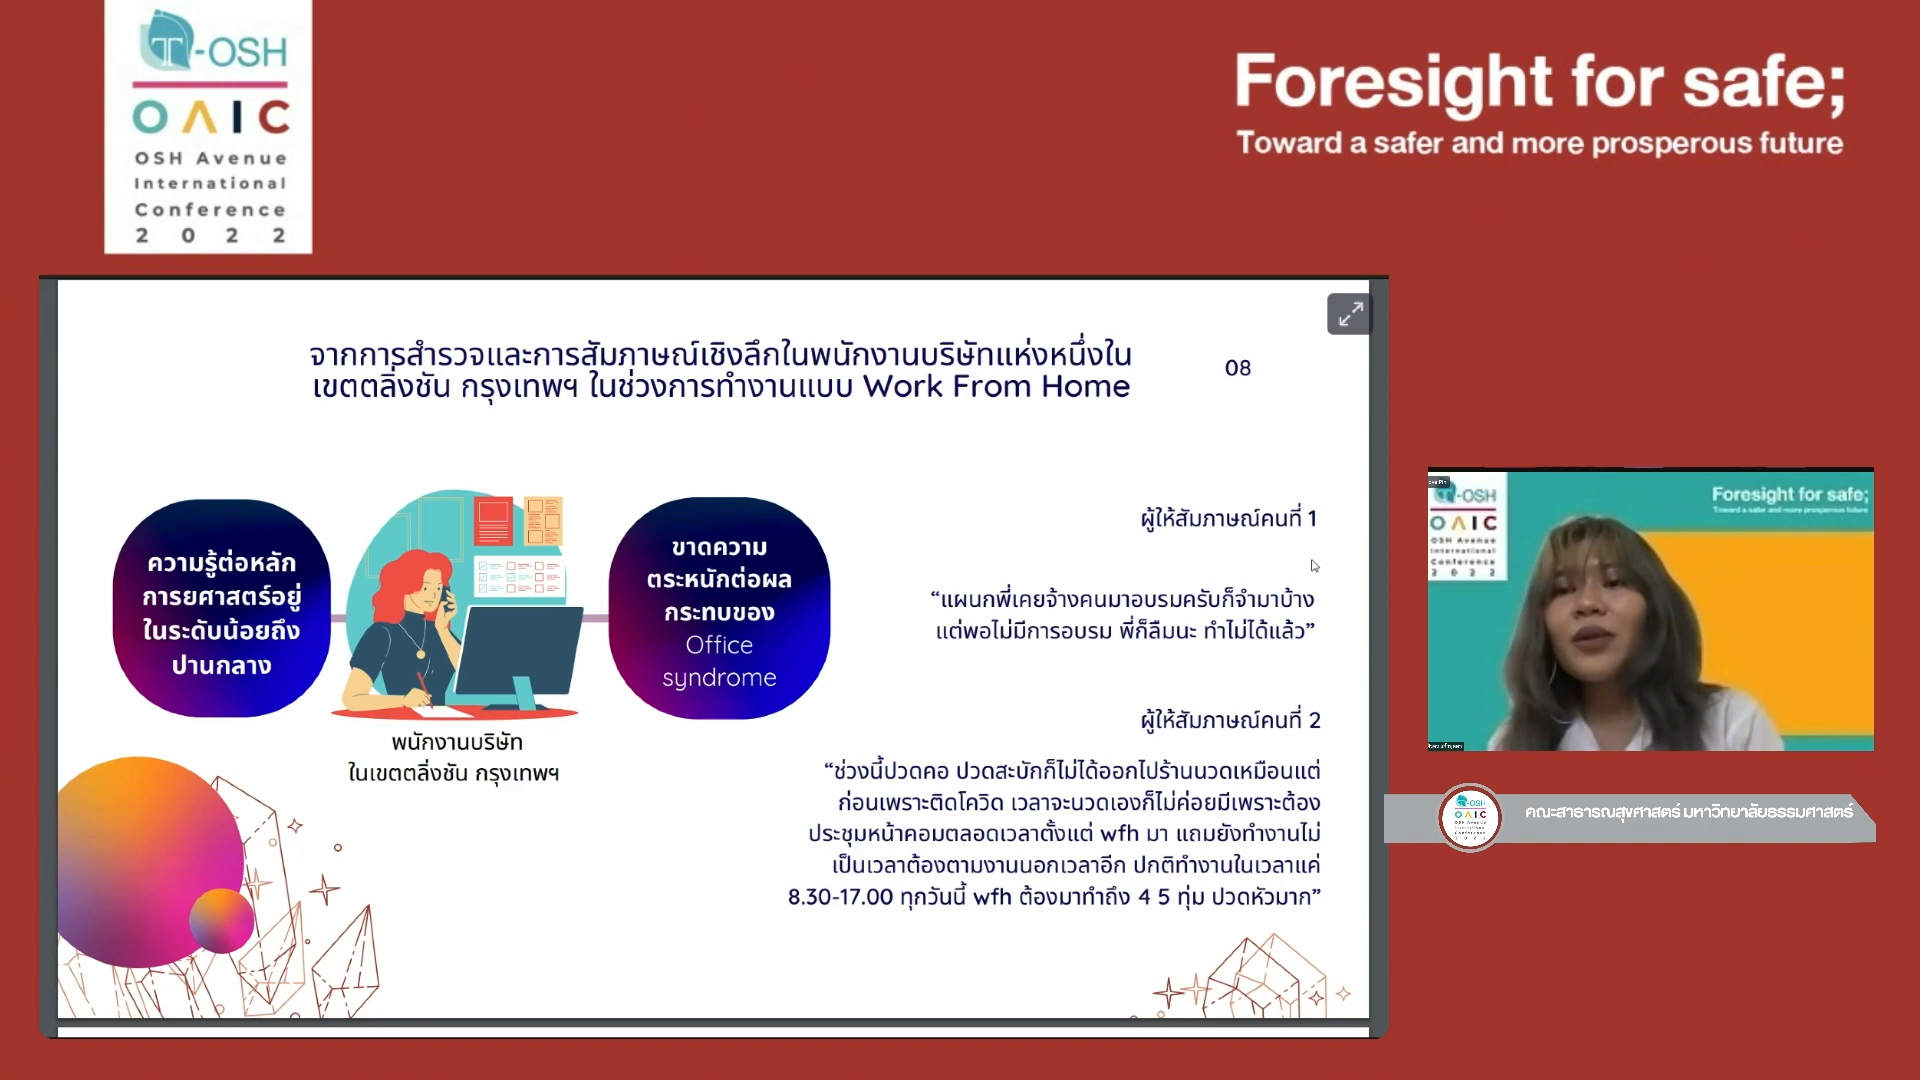 T-OSH
OAIC
OSH Avenue
International
Conference
2022
Foresight for safe;
Toward a safer and more prosperous future
จากการสำรวจและการสัมภาษณ์เชิงลึกในพนักงานบริษัทแห่งหนึ่งใน
เขตตลิ่งชัน กรุงเทพฯ ในช่วงการทำงานแบบ Work From Home
08
ความรู้ต่อหลัก
การยศาสตร์อยู่
ในระดับน้อยถึง
ปานกลาง
พนักงานบริษัท
ในเขตตลิ่งชัน กรุงเทพฯ
ขาดความ
ตระหนักต่อผล
กระทบของ
Office
syndrome
ผู้ให้สัมภาษณ์คนที่ 1
“แผนกพี่เคยจ้างคนมาอบรมครับก็จำมาบ้าง
แต่พอไม่มีการอบรม พี่ก็ลืมนะ ทำไม่ได้แล้ว”
ผู้ให้สัมภาษณ์คนที่ 2
“ช่วงนี้ปวดคอ ปวดสะบักก็ไม่ได้ออกไปร้านนวดเหมือนแต่
ก่อนเพราะติดโควิด เวลาจะนวดเองก็ไม่ค่อยมีเพราะต้อง
ประชุมหน้าคอมตลอดเวลาตั้งแต่ wfh มา แถมยังทำงานไม่
เป็นเวลาต้องตามงานนอกเวลาอีก ปกติทำงานในเวลาแค่
8.30-17.00 ทุกวันนี้ wfh ต้องมาทำถึง 4 5 ทุ่ม ปวดหัวมาก”
T-OSH
OAIC
OSH Avenue
International
Conference
2022
Foresight for safe;
Toward a safer and more prosperous future
T-OSH
OAIC
คณะสาธารณสุขศาสตร์ มหาวิทยาลัยธรรมศาสตร์